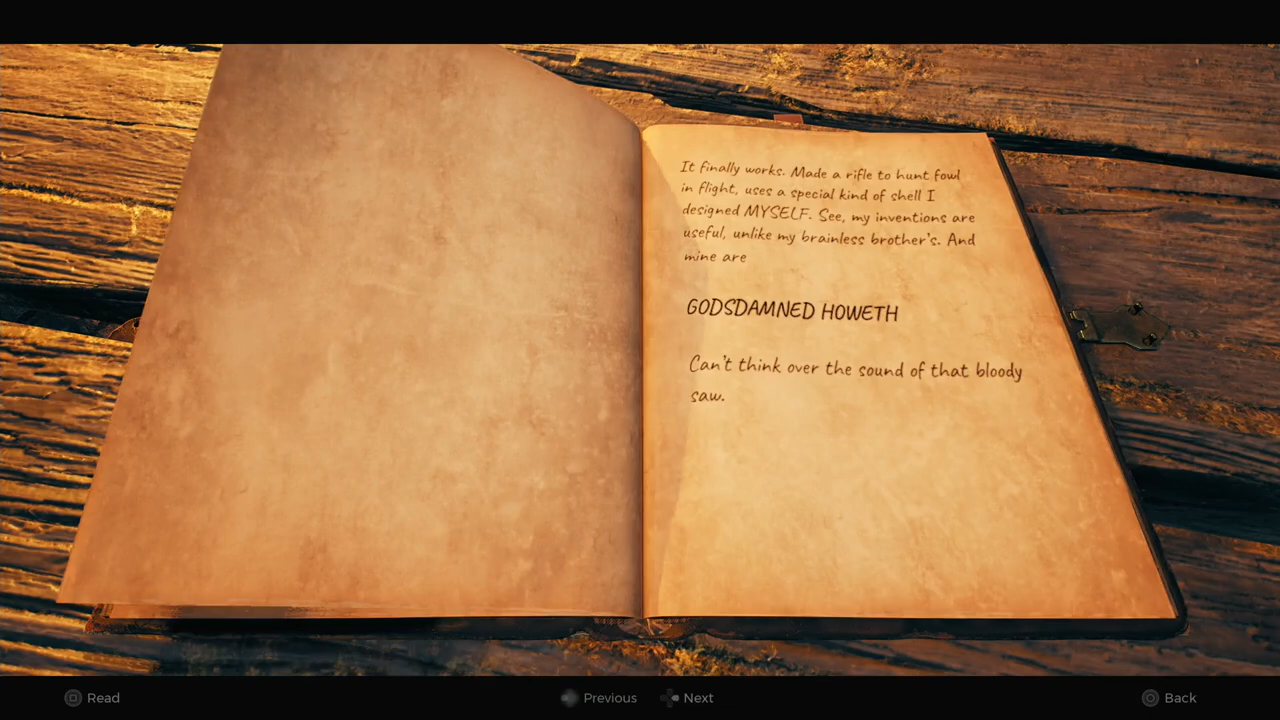 It finally works. Made a rifle to hunt fowl
in flight, uses a special kind of shell I
designed MYSELF. See, my inventions are
useful, unlike my brainless brother's. And
mine are
GODSDAMNED HOWETH
Can't think over the sound of that bloody
saw.
Read
Previous
Next
Back